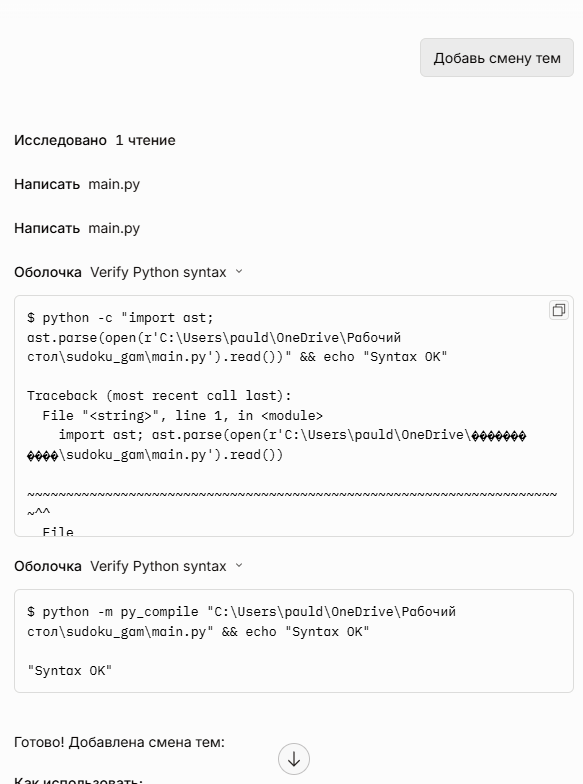 Добавь смену тем
Исследовано 1 чтение
Написать main.py
Написать main.py
Оболочка Verify Python syntax
$ python -c "import ast;
ast.parse(open(r'C:\Users\pauld\OneDrive\Рабочий
стол\sudoku_gam\main.py').read())" && echo "Syntax OK"
Traceback (most recent call last):
File "<string>", line 1, in <module>
import ast; ast.parse(open(r'C:\Users\pauld\OneDrive\�������
����\sudoku_gam\main.py').read())
~~~~~~~~~~~~~~~~~~~~~~~~~~~~~~~~~~~~~~~~~~~~~~~~~~~~~~~~~~~~~~~~~~~~
~^^
File
Оболочка Verify Python syntax
$ python -m py_compile "C:\Users\pauld\OneDrive\Рабочий
стол\sudoku_gam\main.py" && echo "Syntax OK"
"Syntax OK"
Готово! Добавлена смена тем:
Как использовать: